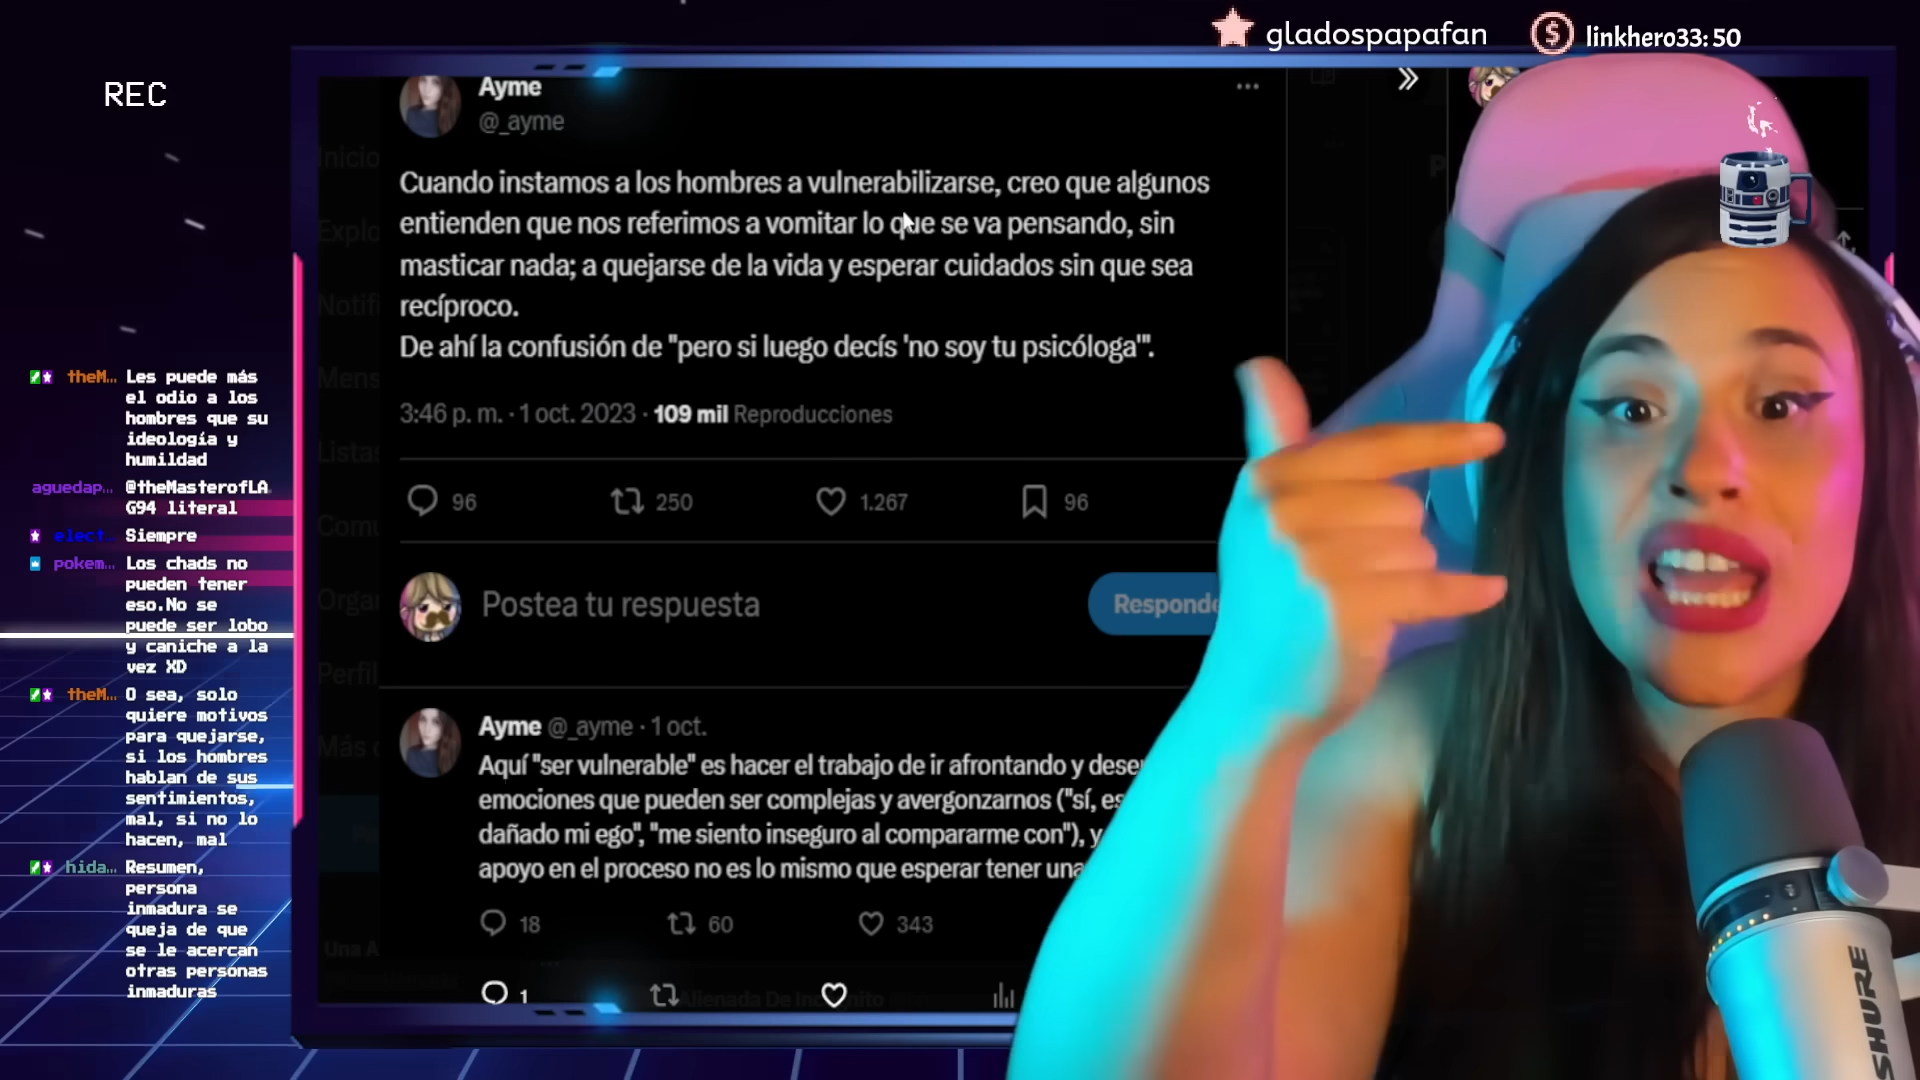 gladospapafan
linkhero33: 50
REC
Ayme
@_ayme
Cuando instamos a los hombres a vulnerabilizarse, creo que algunos
entienden que nos referimos a vomitar lo que se va pensando, sin
masticar nada; a quejarse de la vida y esperar cuidados sin que sea
recíproco.
De ahí la confusión de "pero si luego decís 'no soy tu psicóloga'".
3:46 p. m. · 1 oct. 2023 · 109 mil Reproducciones
96 250 1.267 96
Postea tu respuesta
Ayme @_ayme · 1 oct.
Aquí "ser vulnerable" es hacer el trabajo de ir afrontando y
emociones que pueden ser complejas y avergonzarnos ("sí,
dañado mi ego", "me siento inseguro al compararme con"), y
apoyo en el proceso no es lo mismo que esperar tener
18 60 343
1
Inicio
Listas
Perfil
theM... Les puede más
el odio a los
hombres que su
ideología y
humildad
aguedap... @theMasterofLA
G94 literal
elect... Siempre
pokem... Los chads no
pueden tener
eso.No se
puede ser lobo
y caniche a la
vez XD
theM... O sea, solo
quiere motivos
para quejarse,
si los hombres
hablan de sus
sentimientos,
mal, si no lo
hacen, mal
hida... Resumen,
persona
inmadura se
queja de que
se le acercan
otras personas
inmaduras
SHURE